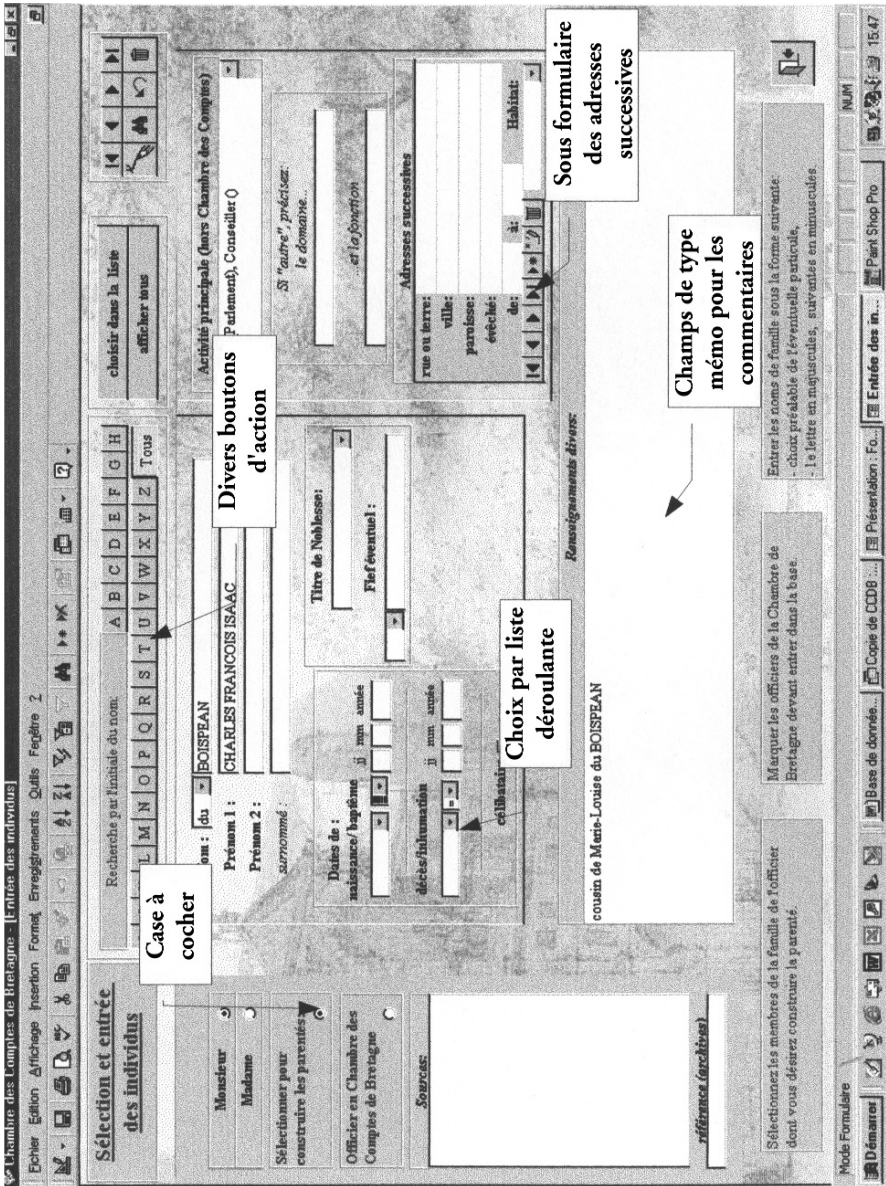 Chambre des Comptes de Bretagne - [Entrée des individus]
Fichier Edition Affichage Insertion Format Enregistrements Outils Fenêtre ?
Sélection et entrée
des individus
Recherche par l'initiale du nom:
A B C D E F G H
L M N O P Q R S T U V W X Y Z Tous
choisir dans la liste
afficher tous
Monsieur
Madame
Sélectionner pour
construire les parentés:
Officier en Chambre des
Comptes de Bretagne
Sources:
référence (archives)
Case à
cocher
om : du BOISPEAN
Prénom 1 : CHARLES FRANCOIS ISAAC
Prénom 2 :
surnommé :
Divers boutons
d'action
Dates de :
naissance/baptême
jj mm année
décès/inhumation
jj mm année
=
célibatai
Choix par liste
déroulante
Titre de Noblesse:
Fief éventuel :
Activité principale (hors Chambre des Comptes)
Parlement), Conseiller ()
Si "autre", précisez:
le domaine...
...et la fonction
Adresses successives
rue ou terre:
ville:
paroisse:
évêché:
de: à: Habitat:
Sous formulaire
des adresses
successives
Renseignements divers:
cousin de Marie-Louise du BOISPEAN
Champs de type
mémo pour les
commentaires
Sélectionnez les membres de la famille de l'officier
dont vous désirez construire la parenté.
Marquer les officiers de la Chambre de
Bretagne devant entrer dans la base.
Entrer les noms de famille sous la forme suivante:
- choix préalable de l'éventuelle particule,
- 1e lettre en majuscules, suivantes en minuscules.
Mode Formulaire
NUM
Démarrer
Base de donnée...
Copie de CCDB :...
Présentation : Fo...
Entrée des in...
Paint Shop Pro
15:47